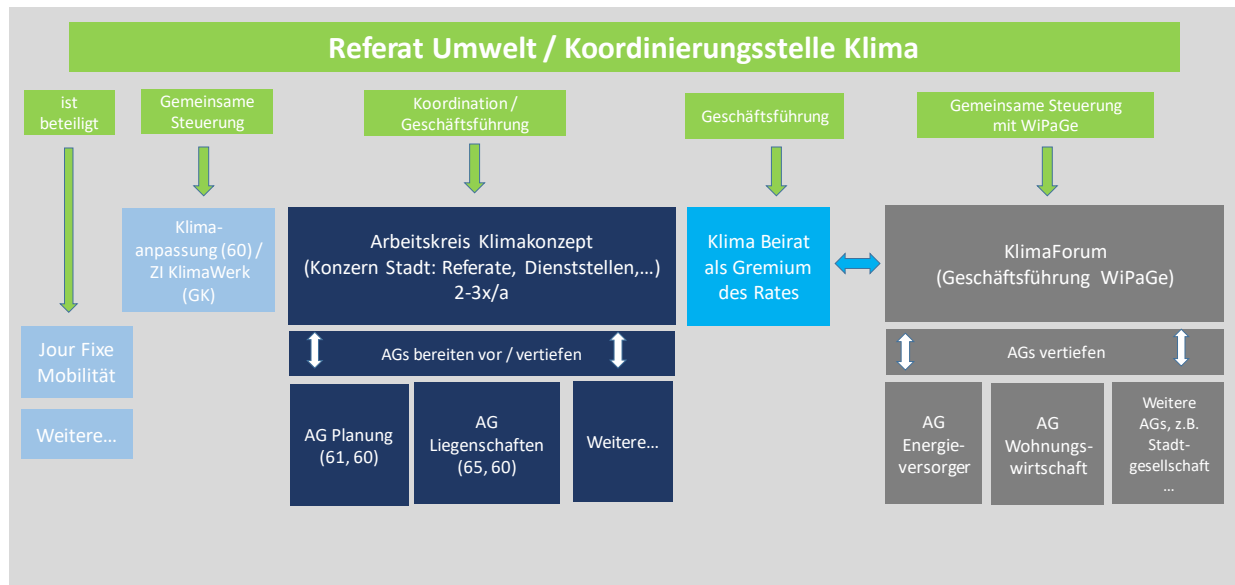 Referat Umwelt / Koordinierungsstelle Klima
ist
beteiligt
Gemeinsame
Steuerung
Koordination /
Geschäftsführung
Geschäftsführung
Gemeinsame Steuerung
mit WiPaGe
Klima-
anpassung (60) /
ZI KlimaWerk
(GK)
Arbeitskreis Klimakonzept
(Konzern Stadt: Referate, Dienststellen,…)
2-3x/a
Klima Beirat
als Gremium
des Rates
KlimaForum
(Geschäftsführung WiPaGe)
Jour Fixe
Mobilität
Weitere…
AGs bereiten vor / vertiefen
AG Planung
(61, 60)
AG
Liegenschaften
(65, 60)
Weitere…
AGs vertiefen
AG
Energie-
versorger
AG
Wohnungs-
wirtschaft
Weitere
AGs, z.B.
Stadt-
gesellschaft
…